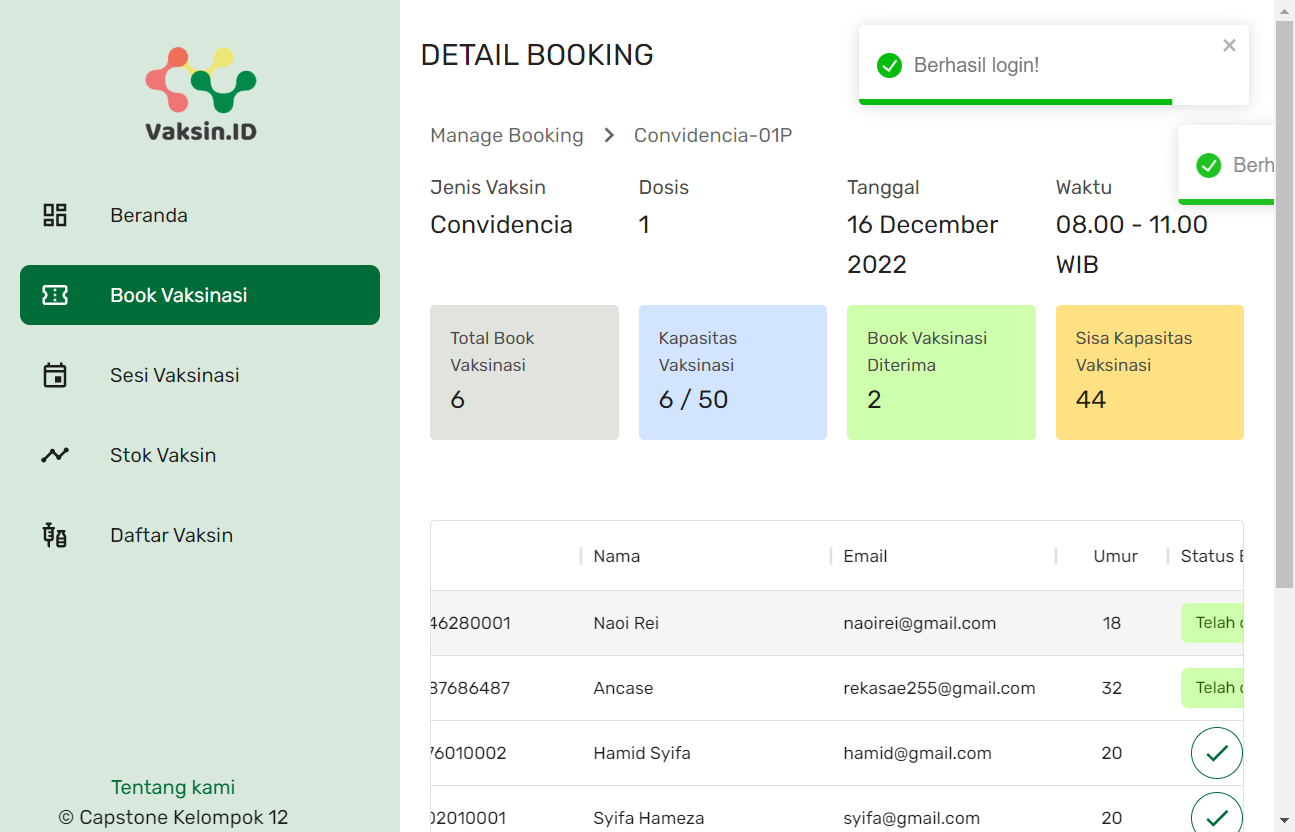 Vaksin.ID
Beranda
Book Vaksinasi
Sesi Vaksinasi
Stok Vaksin
Daftar Vaksin
Tentang kami
© Capstone Kelompok 12
DETAIL BOOKING
Berhasil login!
Manage Booking
Convidencia-01P
Jenis Vaksin
Convidencia
Dosis
1
Tanggal
16 December
2022
Waktu
08.00 - 11.00
WIB
Total Book
Vaksinasi
6
Kapasitas
Vaksinasi
6 / 50
Book Vaksinasi
Diterima
2
Sisa Kapasitas
Vaksinasi
44
Nama Email Umur Status
46280001 Naoi Rei naoirei@gmail.com 18 Telah
87686487 Ancase rekasae255@gmail.com 32 Telah
76010002 Hamid Syifa hamid@gmail.com 20
02010001 Syifa Hameza syifa@gmail.com 20